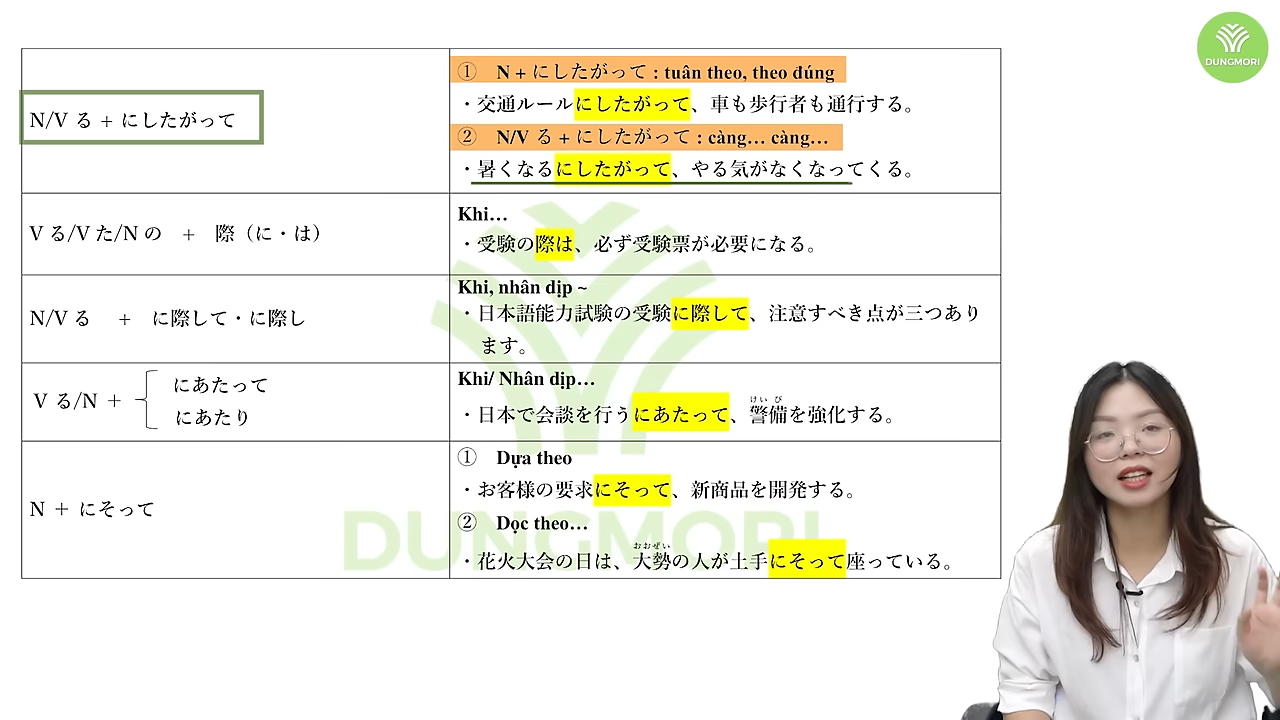 DUNGMORI
N/V る + にしたがって
① N + にしたがって : tuân theo, theo đúng
・交通ルールにしたがって、車も歩行者も通行する。
② N/V る + にしたがって : càng… càng…
・暑くなるにしたがって、やる気がなくなってくる。
V る/V た/N の + 際（に・は）
Khi…
・受験の際は、必ず受験票が必要になる。
N/V る + に際して・に際し
Khi, nhân dịp ~
・日本語能力試験の受験に際して、注意すべき点が三つあり
ます。
V る/N + にあたって
にあたり
Khi/ Nhân dịp…
けい び
・日本で会談を行うにあたって、警備を強化する。
N + にそって
① Dựa theo
・お客様の要求にそって、新商品を開発する。
② Dọc theo…
おおぜい
・花火大会の日は、大勢の人が土手にそって座っている。
DUNGMORI